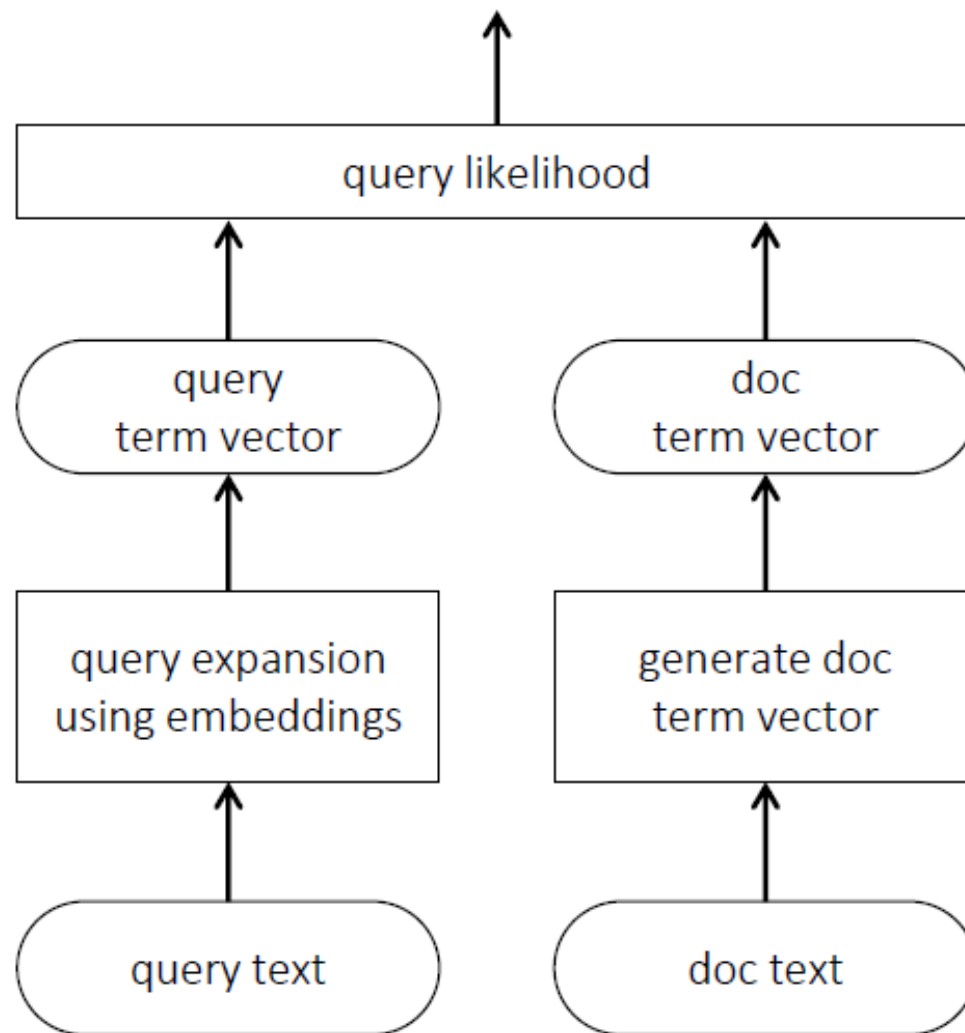 query likelihood
query
term vector
doc
term vector
query expansion
using embeddings
generate doc
term vector
query text
doc text